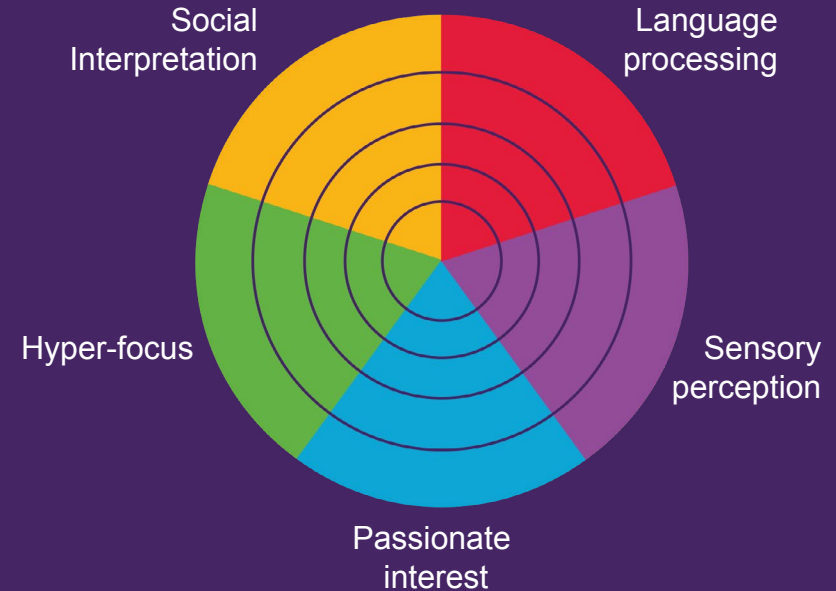 Social
Interpretation
Language
processing
Hyper-focus
Sensory
perception
Passionate
interest